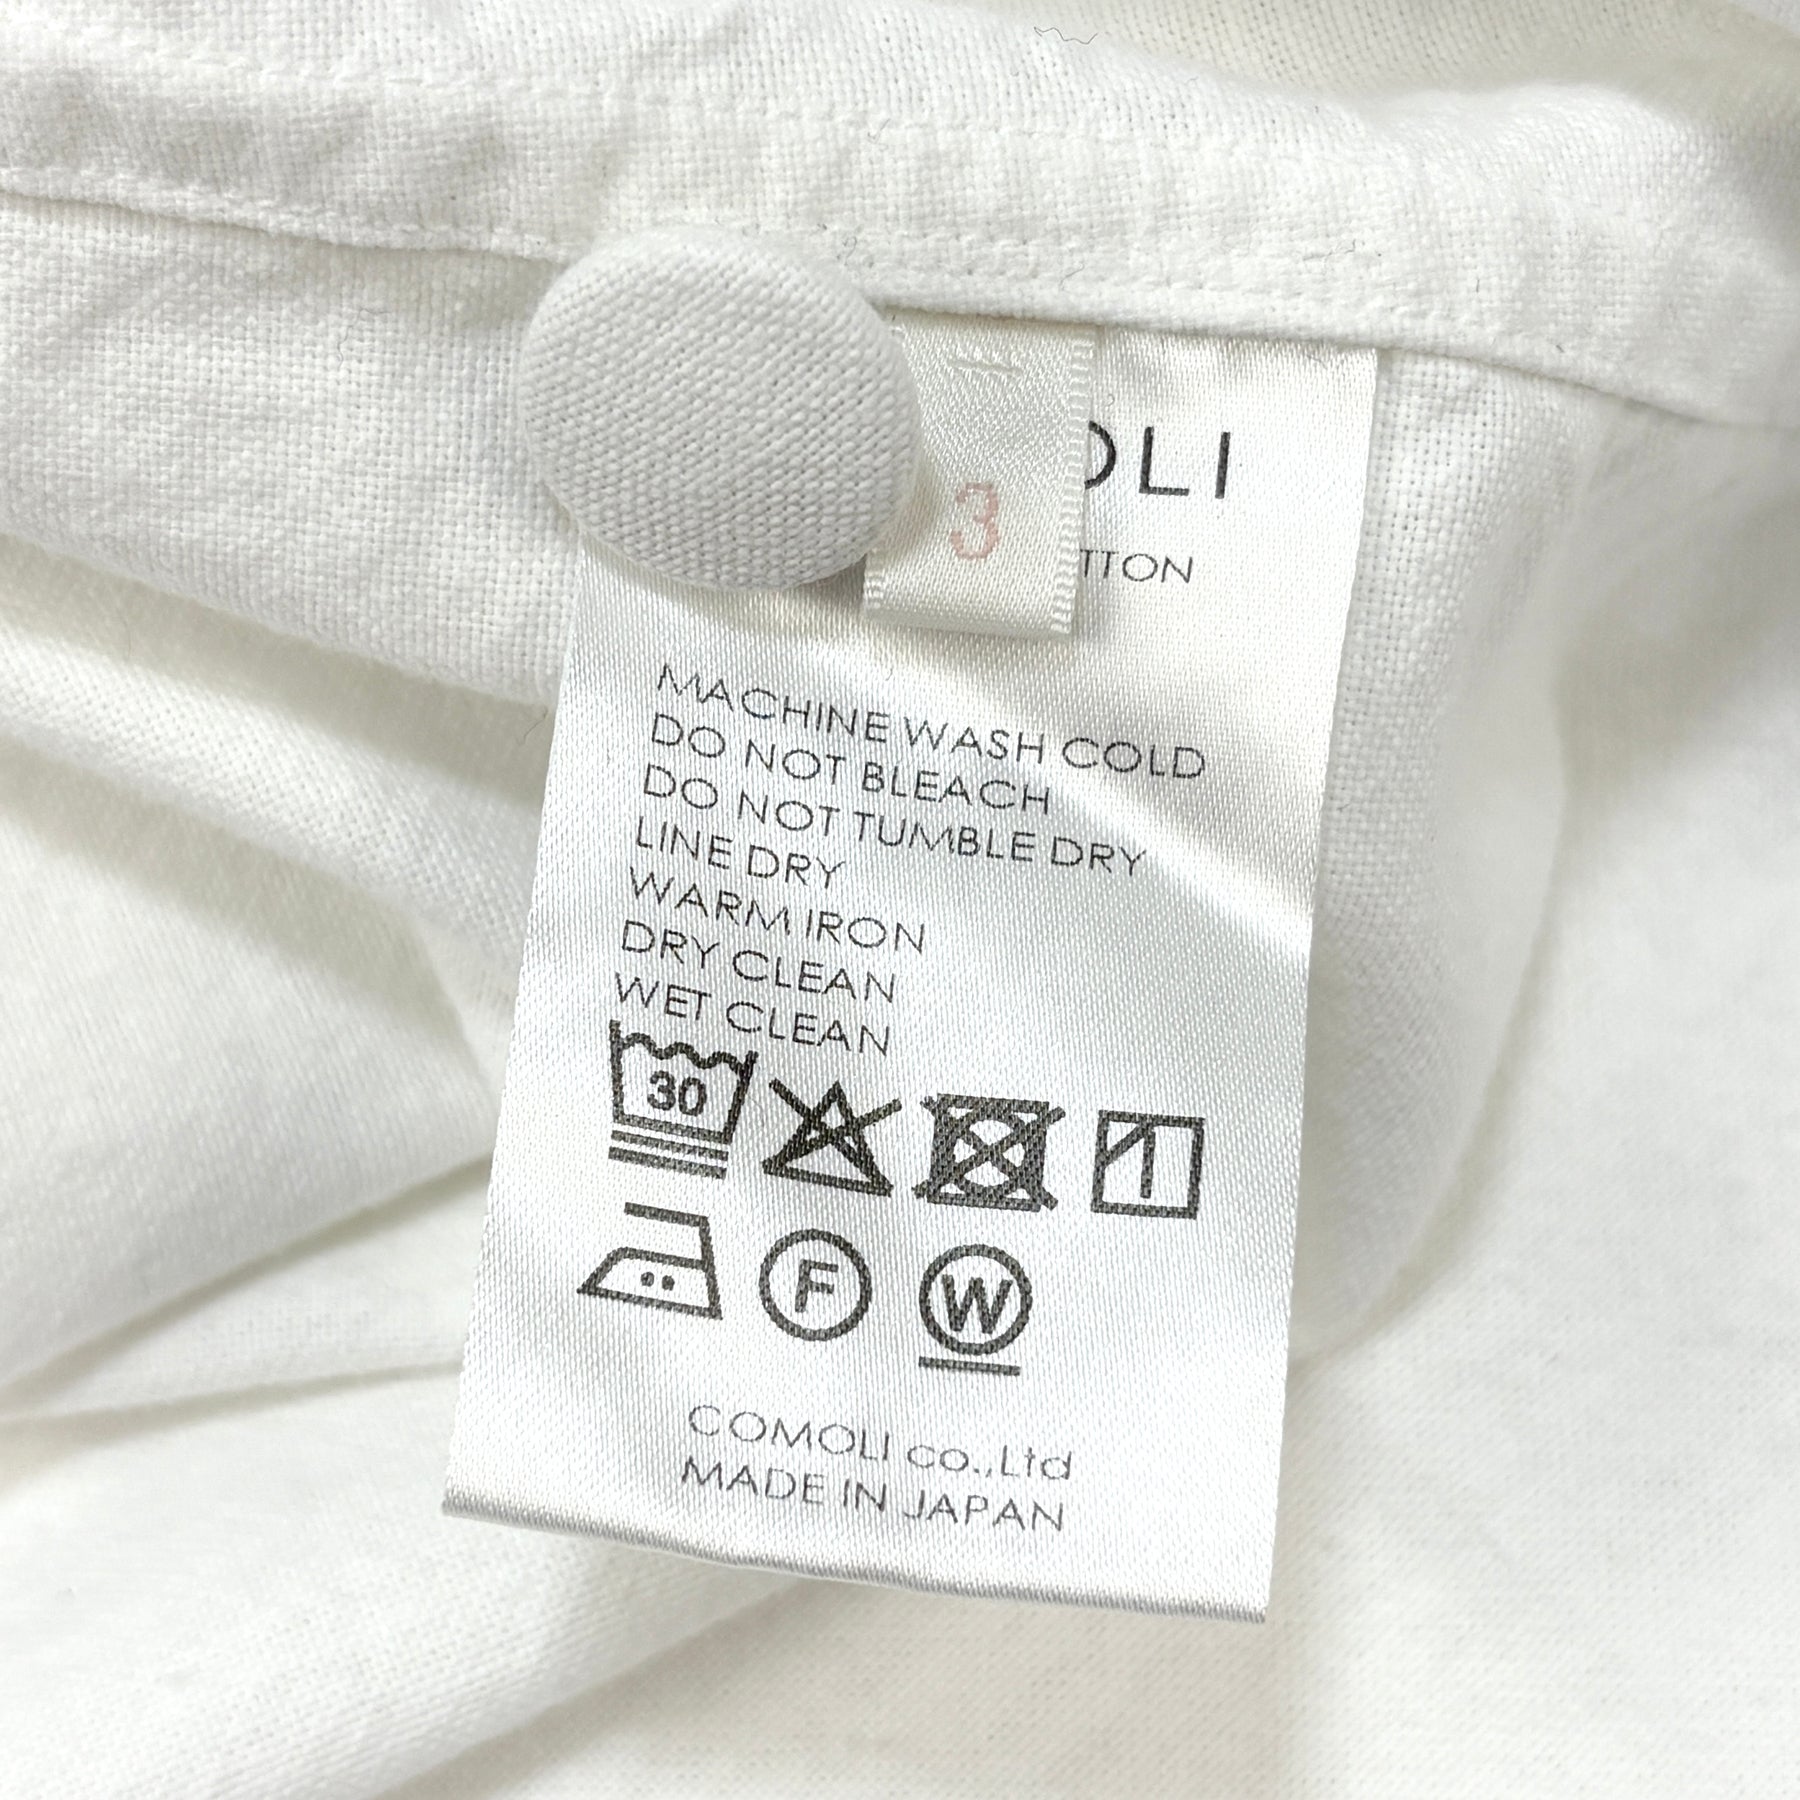 OLI
3
TTON
MACHINE WASH COLD
DO NOT BLEACH
DO NOT TUMBLE DRY
LINE DRY
WARM IRON
DRY CLEAN
WET CLEAN
30
F W
COMOLI co.,Ltd
MADE IN JAPAN